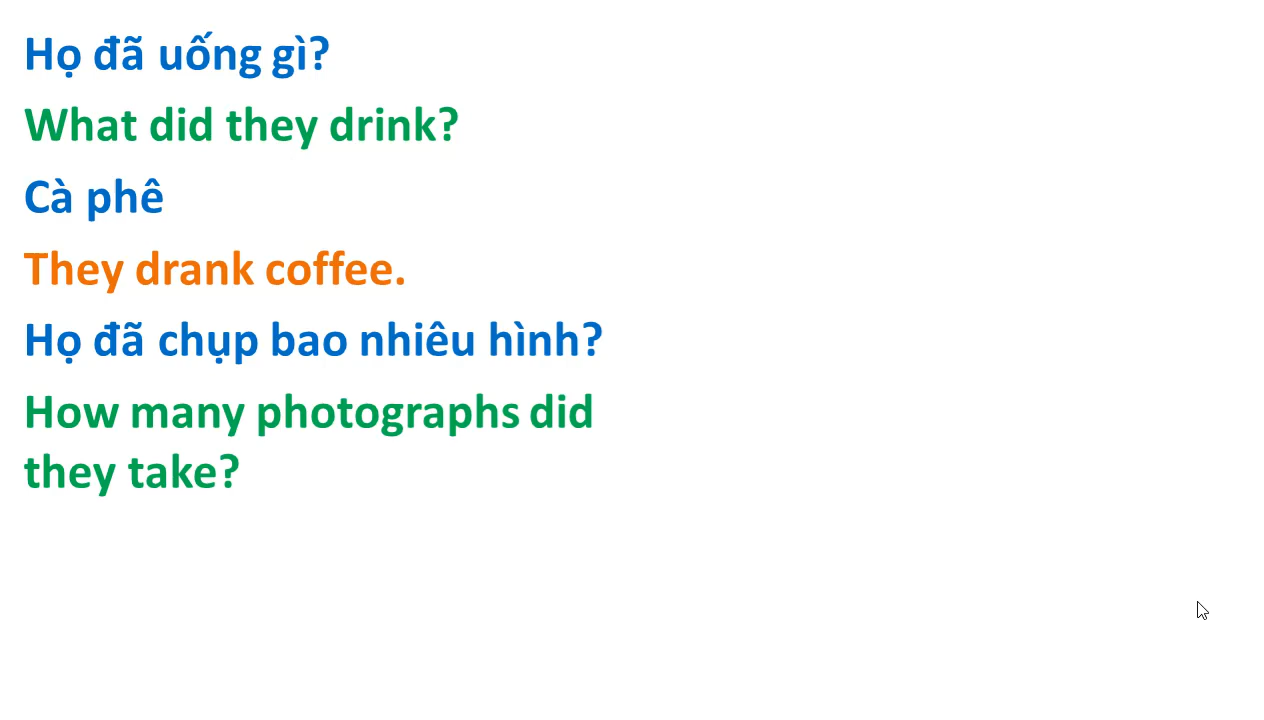 Họ đã uống gì?
What did they drink?
Cà phê
They drank coffee.
Họ đã chụp bao nhiêu hình?
How many photographs did
they take?